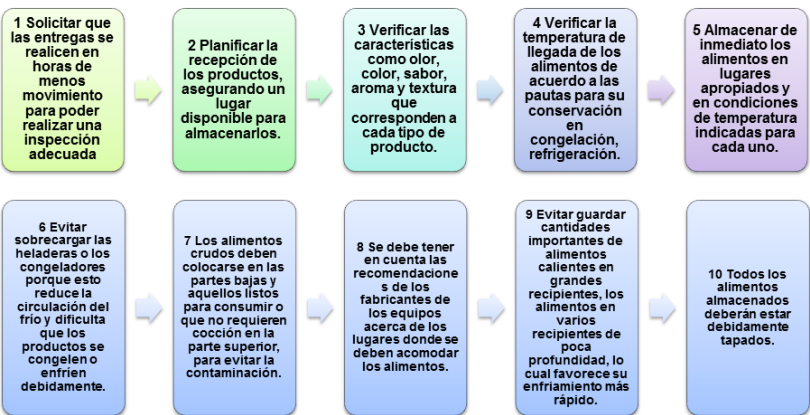 1 Solicitar que
las entregas se
realicen en
horas de
menos
movimiento
para poder
realizar una
inspección
adecuada
2 Planificar la
recepción de
los productos,
asegurando un
lugar
disponible para
almacenarlos.
3 Verificar las
características
como olor,
color, sabor,
aroma y textura
que
corresponden a
cada tipo de
producto.
4 Verificar la
temperatura de
llegada de los
alimentos de
acuerdo a las
pautas para su
conservación
en
congelación,
refrigeración.
5 Almacenar de
inmediato los
alimentos en
lugares
apropiados y
en condiciones
de temperatura
indicadas para
cada uno.
6 Evitar
sobrecargar las
heladeras o los
congeladores
porque esto
reduce la
circulación del
frío y dificulta
que los
productos se
congelen o
enfríen
debidamente.
7 Los alimentos
crudos deben
colocarse en las
partes bajas y
aquellos listos
para consumir o
que no requieren
cocción en la
parte superior,
para evitar la
contaminación.
8 Se debe tener
en cuenta las
recomendacione
s de los
fabricantes de
los equipos
acerca de los
lugares donde se
deben acomodar
los alimentos.
9 Evitar guardar
cantidades
importantes de
alimentos
calientes en
grandes
recipientes, los
alimentos en
varios
recipientes de
poca
profundidad, lo
cual favorece su
enfriamiento más
rápido.
10 Todos los
alimentos
almacenados
deberán estar
debidamente
tapados.